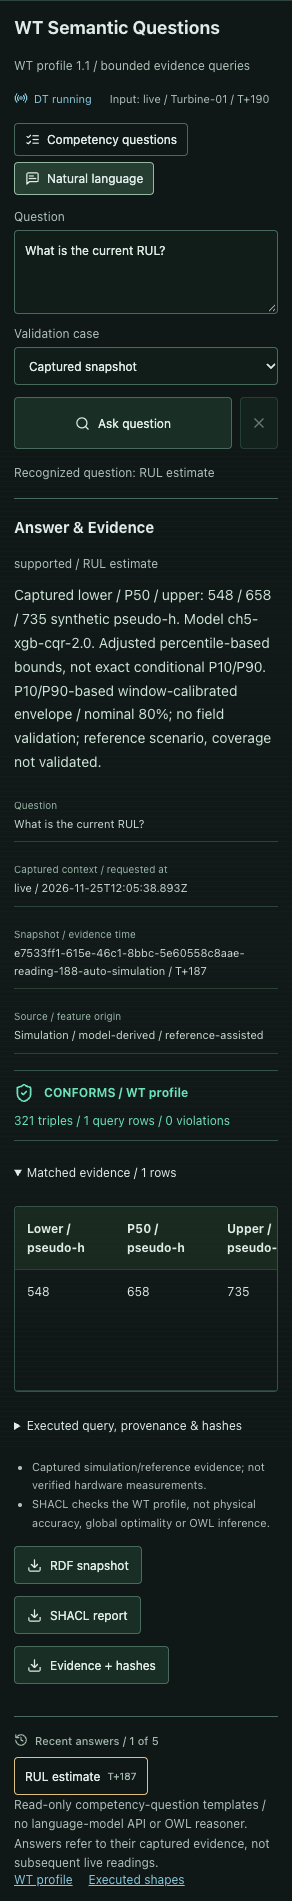 WT Semantic Questions
WT profile 1.1 / bounded evidence queries
DT running Input: live / Turbine-01 / T+190
Competency questions
Natural language
Question
What is the current RUL?
Validation case
Captured snapshot
Ask question
Recognized question: RUL estimate
Answer & Evidence
supported / RUL estimate
Captured lower / P50 / upper: 548 / 658
/ 735 synthetic pseudo-h. Model ch5-
xgb-cqr-2.0. Adjusted percentile-based
bounds, not exact conditional P10/P90.
P10/P90-based window-calibrated
envelope / nominal 80%; no field
validation; reference scenario, coverage
not validated.
Question
What is the current RUL?
Captured context / requested at
live / 2026-11-25T12:05:38.893Z
Snapshot / evidence time
e7533ff1-615e-46c1-8bbc-5e60558c8aae-
reading-188-auto-simulation / T+187
Source / feature origin
Simulation / model-derived / reference-assisted
CONFORMS / WT profile
321 triples / 1 query rows / 0 violations
Matched evidence / 1 rows
Lower / P50 / Upper /
pseudo-h pseudo-h pseudo-
548 658 735
Executed query, provenance & hashes
Captured simulation/reference evidence; not
verified hardware measurements.
SHACL checks the WT profile, not physical
accuracy, global optimality or OWL inference.
RDF snapshot
SHACL report
Evidence + hashes
Recent answers / 1 of 5
RUL estimate T+187
Read-only competency-question templates /
no language-model API or OWL reasoner.
Answers refer to their captured evidence, not
subsequent live readings.
WT profile Executed shapes